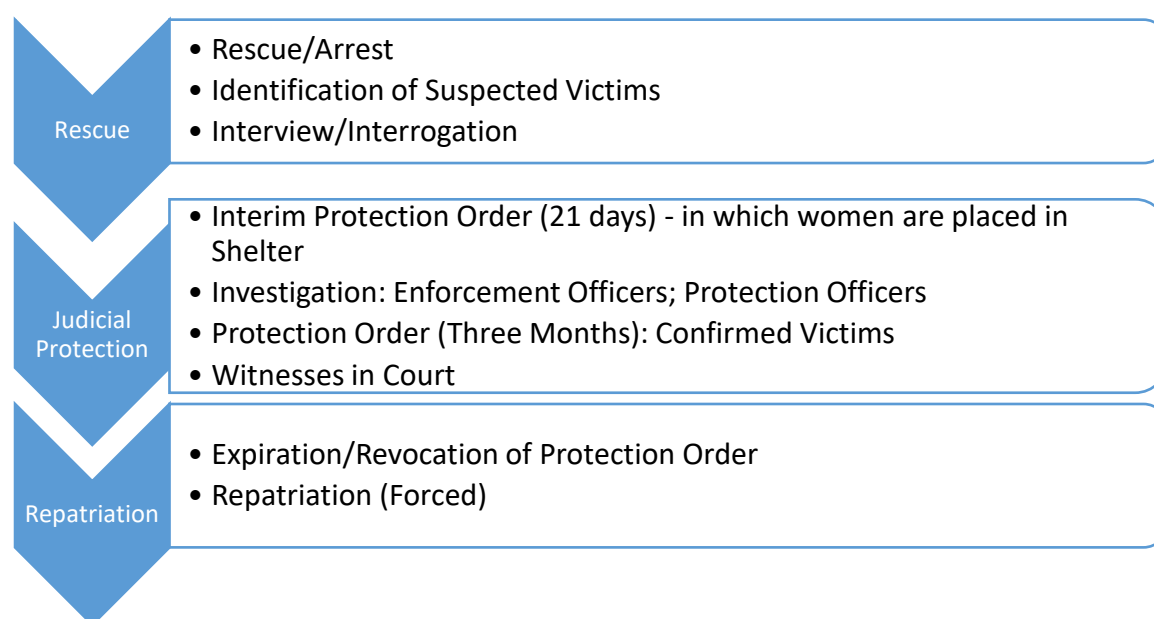 Rescue
• Rescue/Arrest
• Identification of Suspected Victims
• Interview/Interrogation
Judicial
Protection
• Interim Protection Order (21 days) - in which women are placed in
Shelter
• Investigation: Enforcement Officers; Protection Officers
• Protection Order (Three Months): Confirmed Victims
• Witnesses in Court
Repatriation
• Expiration/Revocation of Protection Order
• Repatriation (Forced)